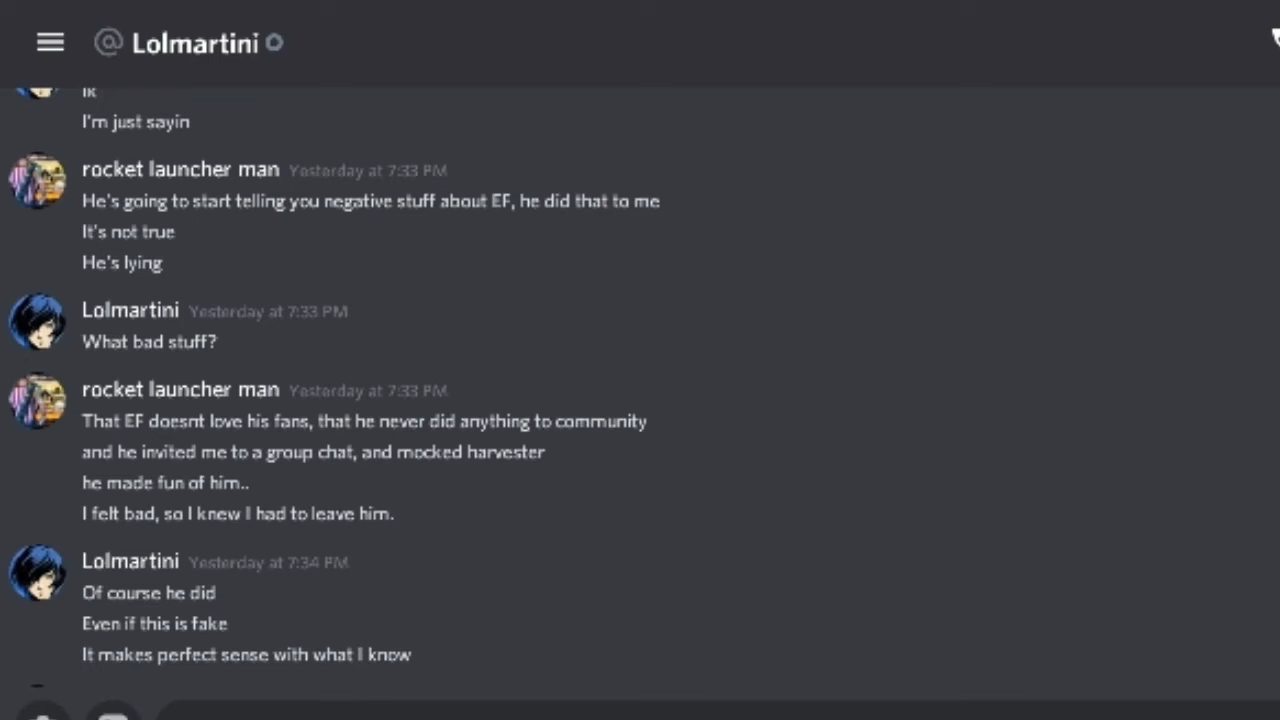 @ Lolmartini
Ik
I'm just sayin
rocket launcher man Yesterday at 7:33 PM
He's going to start telling you negative stuff about EF, he did that to me
It's not true
He's lying
Lolmartini Yesterday at 7:33 PM
What bad stuff?
rocket launcher man Yesterday at 7:33 PM
That EF doesnt love his fans, that he never did anything to community
and he invited me to a group chat, and mocked harvester
he made fun of him..
I felt bad, so I knew I had to leave him.
Lolmartini Yesterday at 7:34 PM
Of course he did
Even if this is fake
It makes perfect sense with what I know